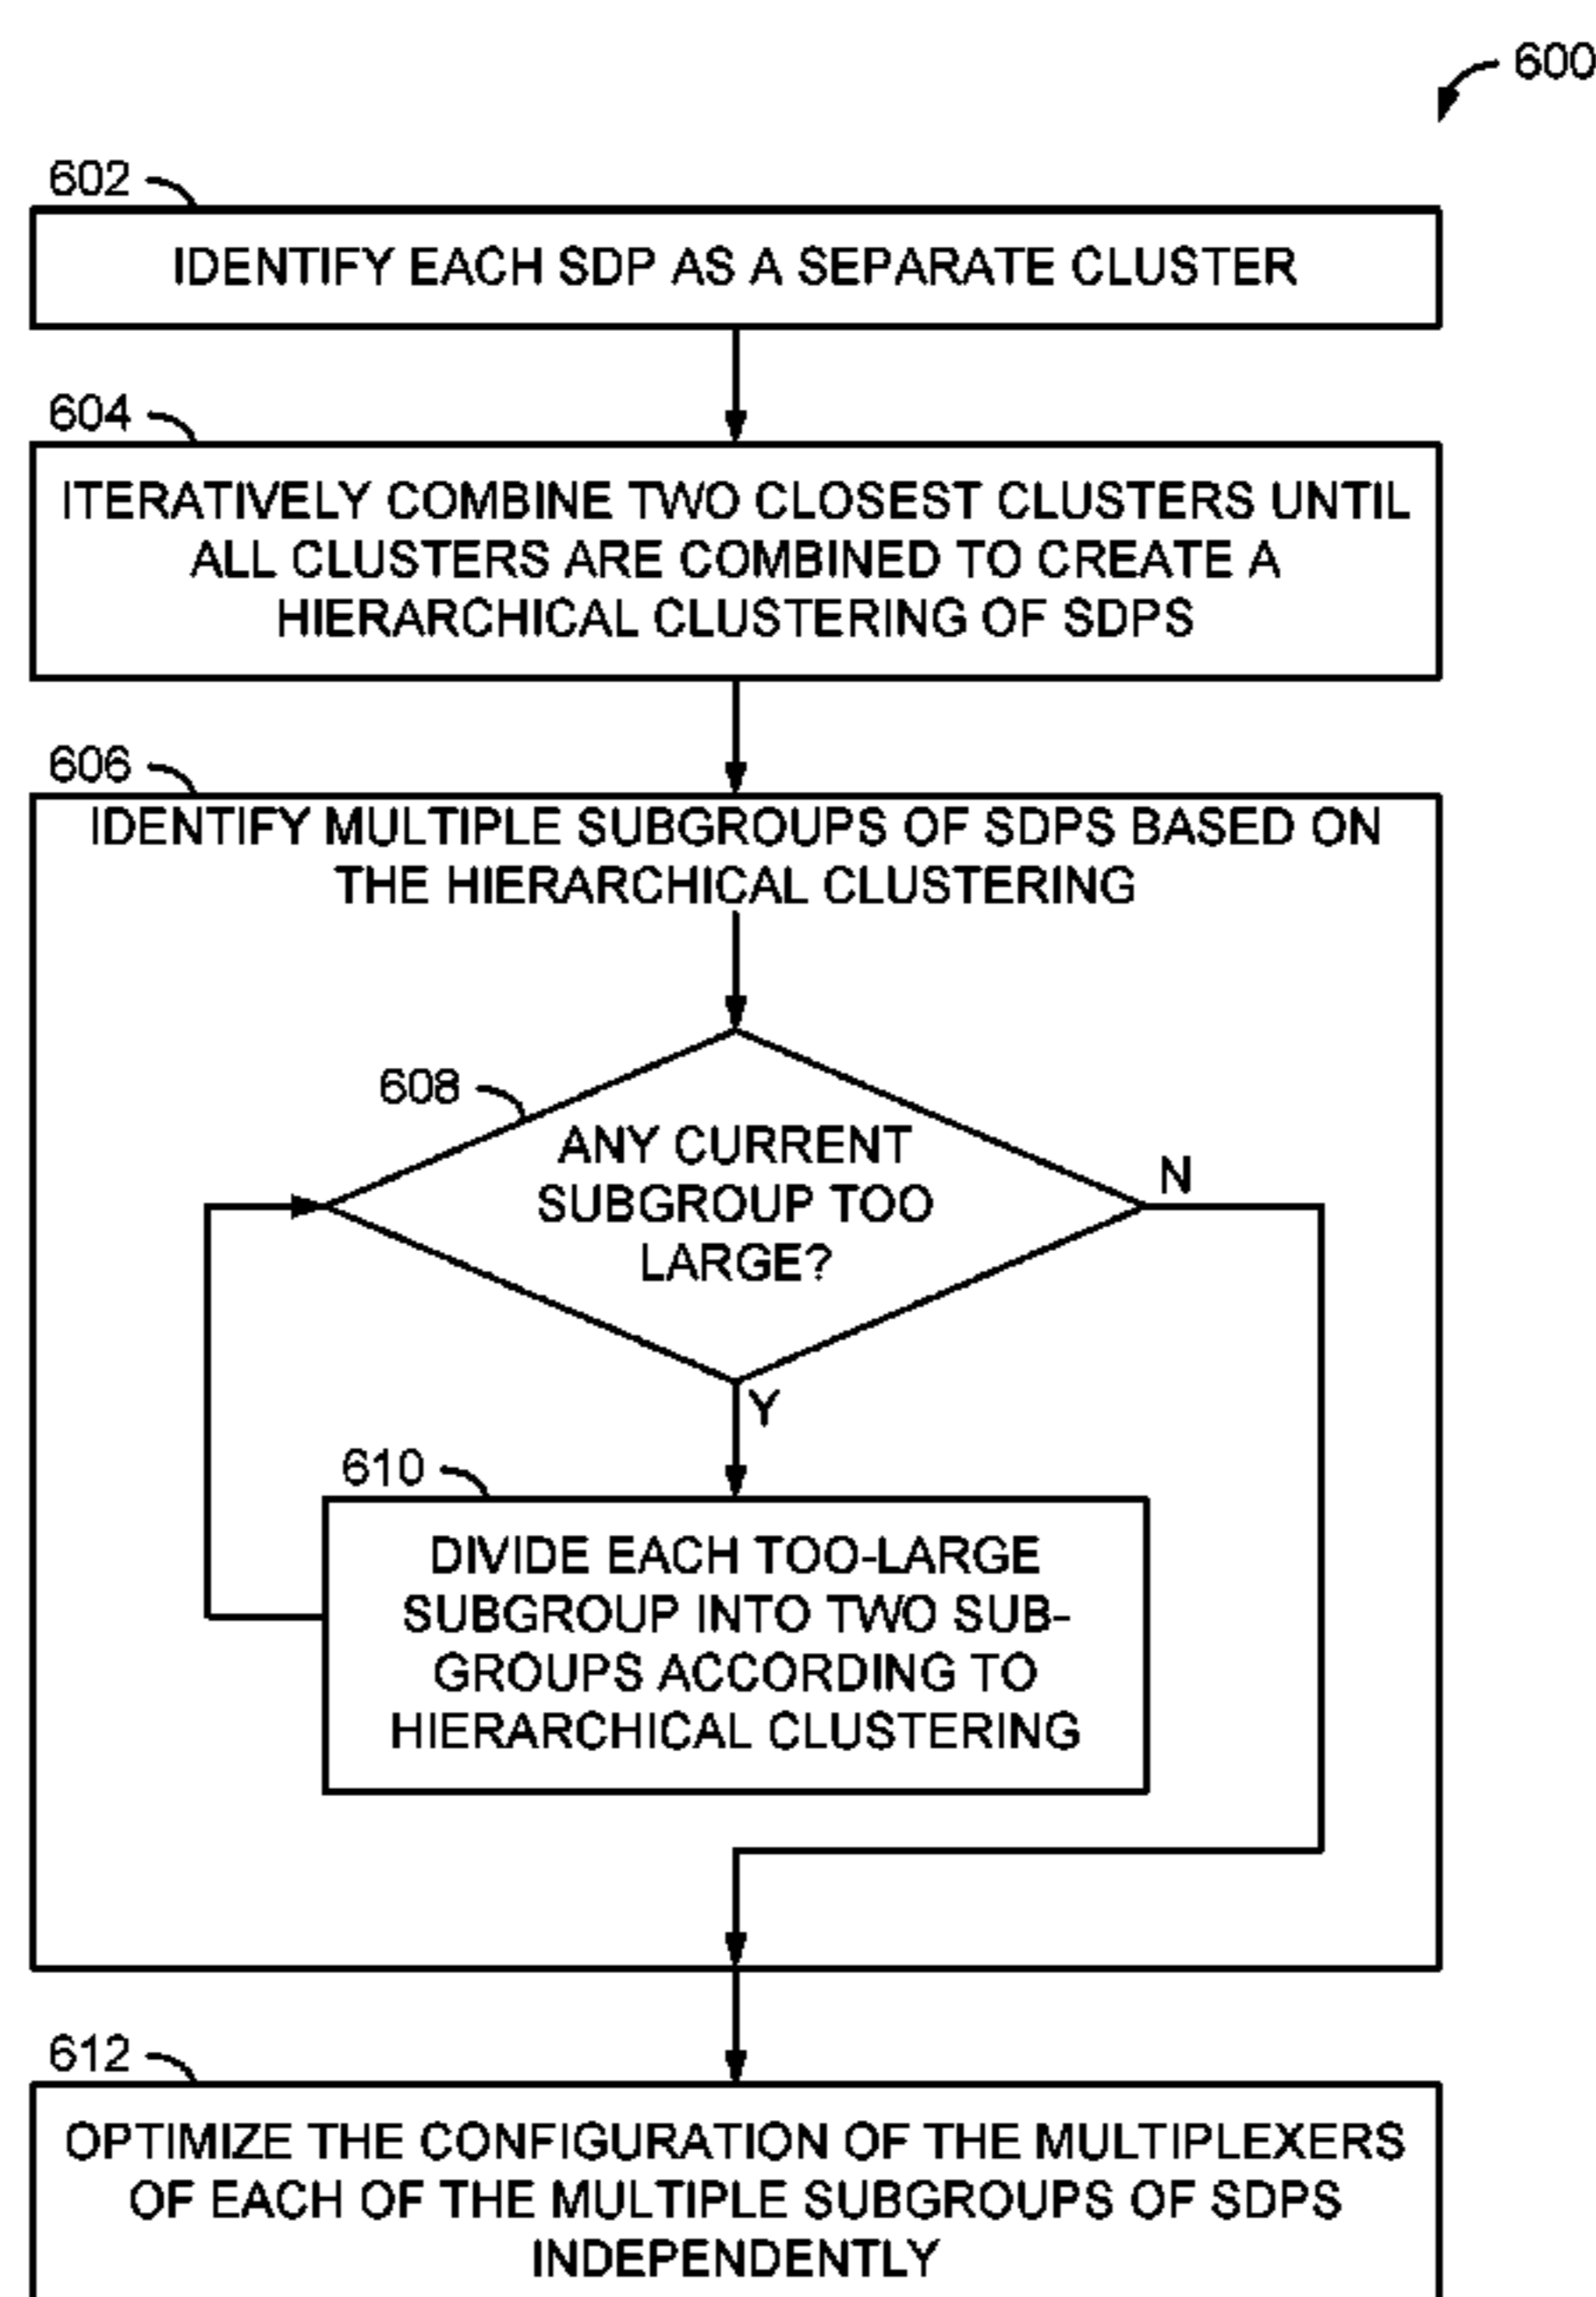 600
602
IDENTIFY EACH SDP AS A SEPARATE CLUSTER
604
ITERATIVELY COMBINE TWO CLOSEST CLUSTERS UNTIL
ALL CLUSTERS ARE COMBINED TO CREATE A
HIERARCHICAL CLUSTERING OF SDPS
606
IDENTIFY MULTIPLE SUBGROUPS OF SDPS BASED ON
THE HIERARCHICAL CLUSTERING
608
ANY CURRENT
SUBGROUP TOO
LARGE?
N
Y
610
DIVIDE EACH TOO-LARGE
SUBGROUP INTO TWO SUB-
GROUPS ACCORDING TO
HIERARCHICAL CLUSTERING
612
OPTIMIZE THE CONFIGURATION OF THE MULTIPLEXERS
OF EACH OF THE MULTIPLE SUBGROUPS OF SDPS
INDEPENDENTLY